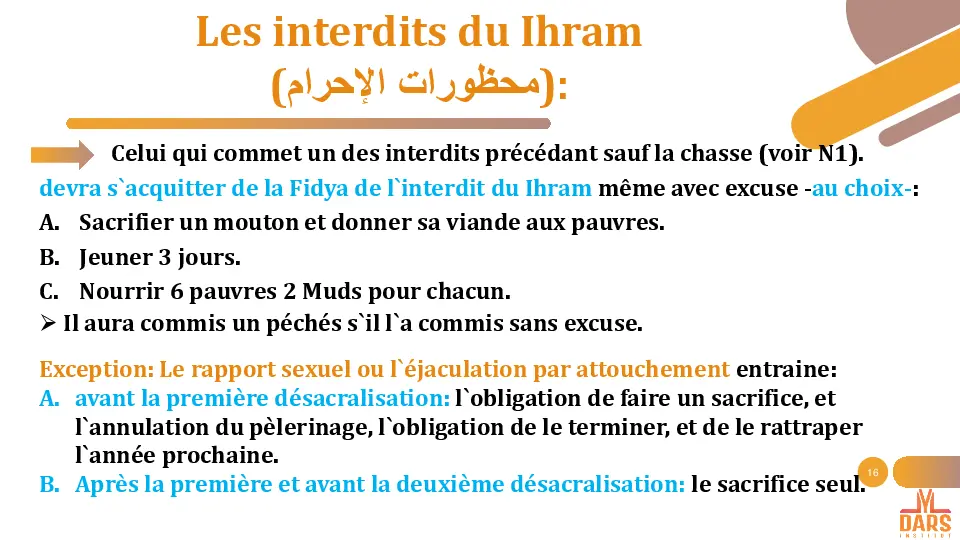 Les interdits du Ihram
(محظورات الإحرام):
Celui qui commet un des interdits précédant sauf la chasse (voir N1).
devra s`acquitter de la Fidya de l`interdit du Ihram même avec excuse -au choix-:
A. Sacrifier un mouton et donner sa viande aux pauvres.
B. Jeuner 3 jours.
C. Nourrir 6 pauvres 2 Muds pour chacun.
➢ Il aura commis un péchés s`il l`a commis sans excuse.
Exception: Le rapport sexuel ou l`éjaculation par attouchement entraine:
A. avant la première désacralisation: l`obligation de faire un sacrifice, et
l`annulation du pèlerinage, l`obligation de le terminer, et de le rattraper
l`année prochaine.
B. Après la première et avant la deuxième désacralisation: le sacrifice seul.
16
DARS
INSTITUT